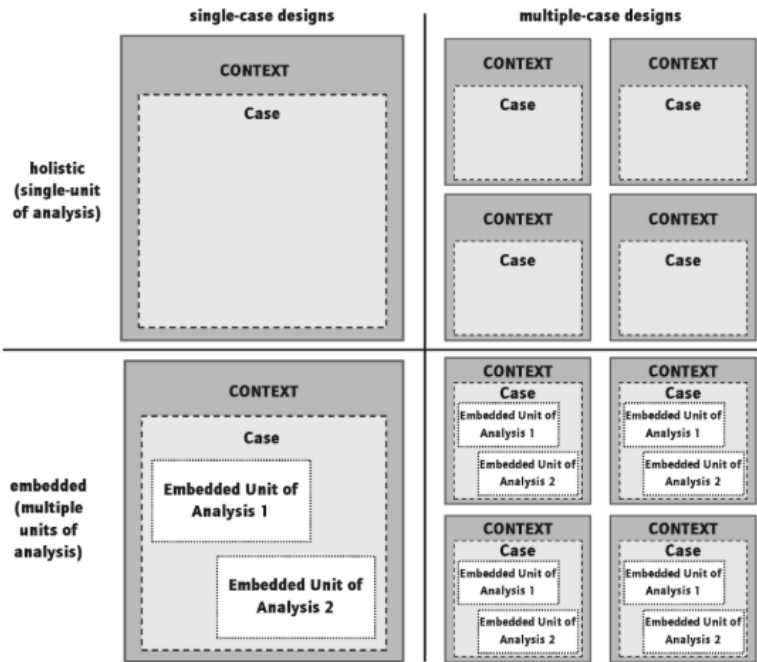 single-case designs
multiple-case designs
holistic
(single-unit
of analysis)
CONTEXT
Case
CONTEXT
Case
CONTEXT
Case
CONTEXT
Case
CONTEXT
Case
embedded
(multiple
units of
analysis)
CONTEXT
Case
Embedded Unit of
Analysis 1
Embedded Unit of
Analysis 2
CONTEXT
Case
Embedded Unit of
Analysis 1
Embedded Unit of
Analysis 2
CONTEXT
Case
Embedded Unit of
Analysis 1
Embedded Unit of
Analysis 2
CONTEXT
Case
Embedded Unit of
Analysis 1
Embedded Unit of
Analysis 2
CONTEXT
Case
Embedded Unit of
Analysis 1
Embedded Unit of
Analysis 2